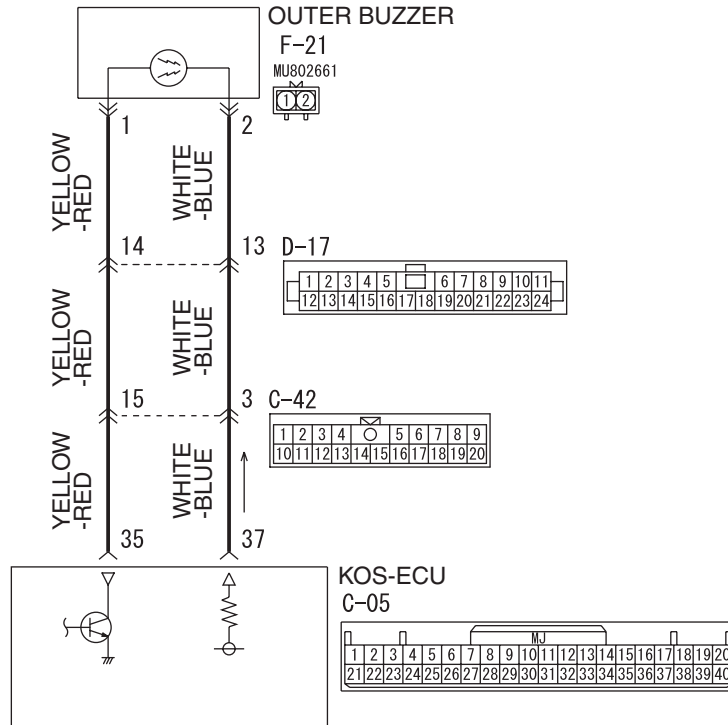 OUTER BUZZER
F-21
MU802661
1 2
1 2
YELLOW
-RED
WHITE
-BLUE
14 13 D-17
1 2 3 4 5 6 7 8 9 10 11
12 13 14 15 16 17 18 19 20 21 22 23 24
YELLOW
-RED
WHITE
-BLUE
15 3 C-42
1 2 3 4 5 6 7 8 9
10 11 12 13 14 15 16 17 18 19 20
YELLOW
-RED
WHITE
-BLUE
35 37
KOS-ECU
C-05
MJ
1 2 3 4 5 6 7 8 9 10 11 12 13 14 15 16 17 18 19 20
21 22 23 24 25 26 27 28 29 30 31 32 33 34 35 36 37 38 39 40